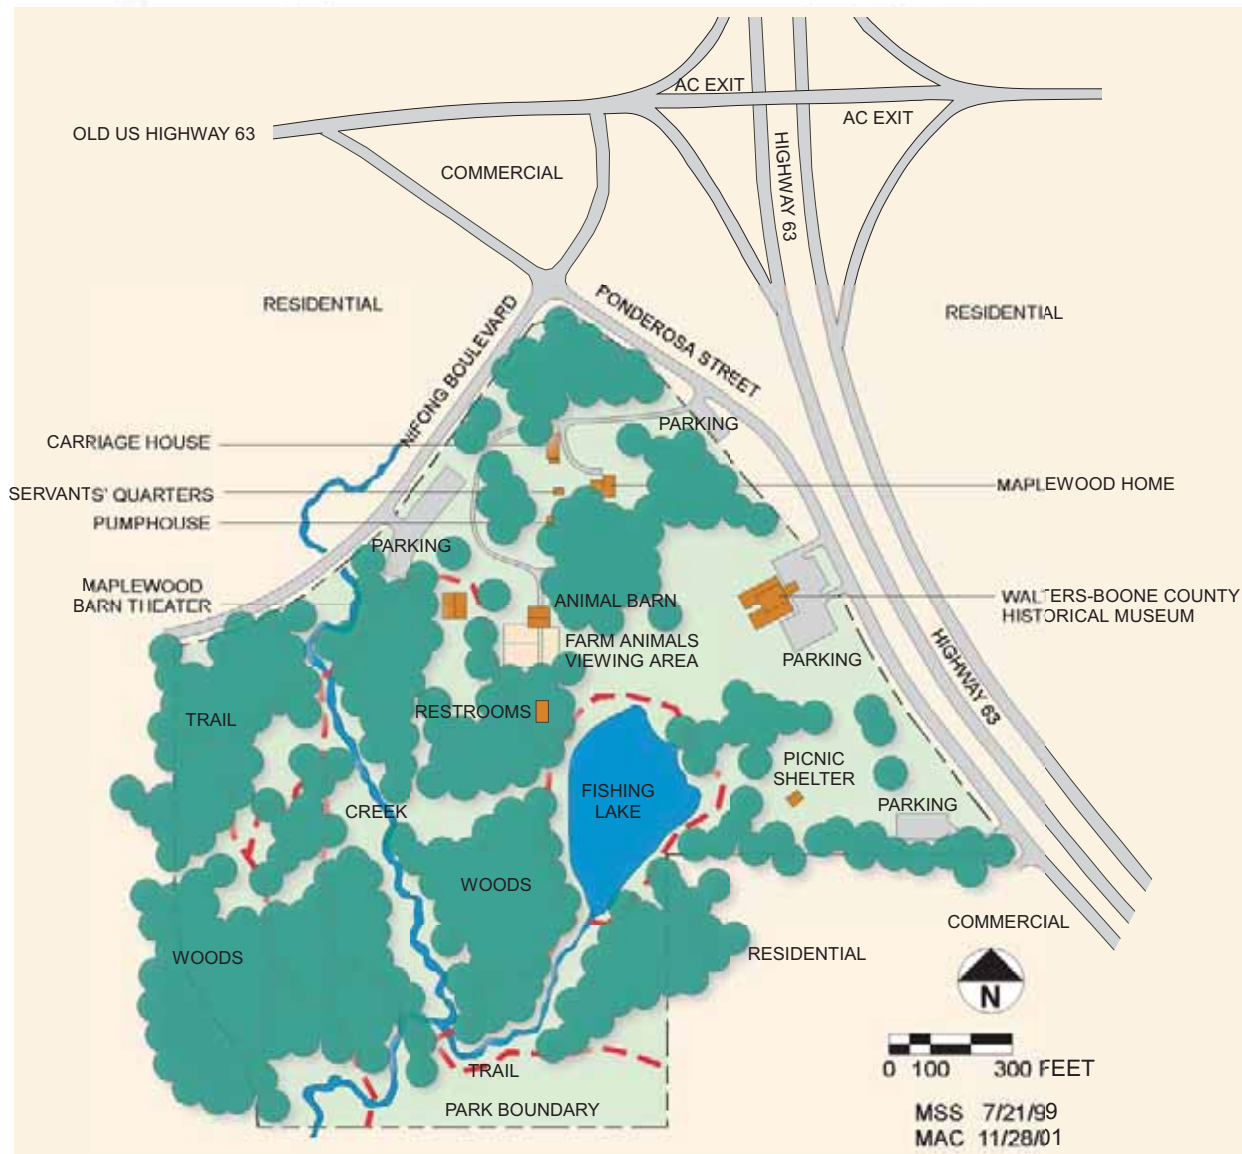 AC EXIT
AC EXIT
OLD US HIGHWAY 63
COMMERCIAL
HIGHWAY 63
RESIDENTIAL
PONDEROSA STREET
RESIDENTIAL
NIFONG BOULEVARD
PARKING
CARRIAGE HOUSE
SERVANTS' QUARTERS
MAPLEWOOD HOME
PUMPHOUSE
PARKING
MAPLEWOOD
BARN THEATER
ANIMAL BARN
WALTERS-BOONE COUNTY
HISTORICAL MUSEUM
FARM ANIMALS
VIEWING AREA
PARKING
HIGHWAY 63
TRAIL
RESTROOMS
PICNIC
SHELTER
FISHING
LAKE
CREEK
PARKING
WOODS
COMMERCIAL
WOODS
RESIDENTIAL
N
0 100 300 FEET
TRAIL
PARK BOUNDARY
MSS 7/21/99
MAC 11/28/01